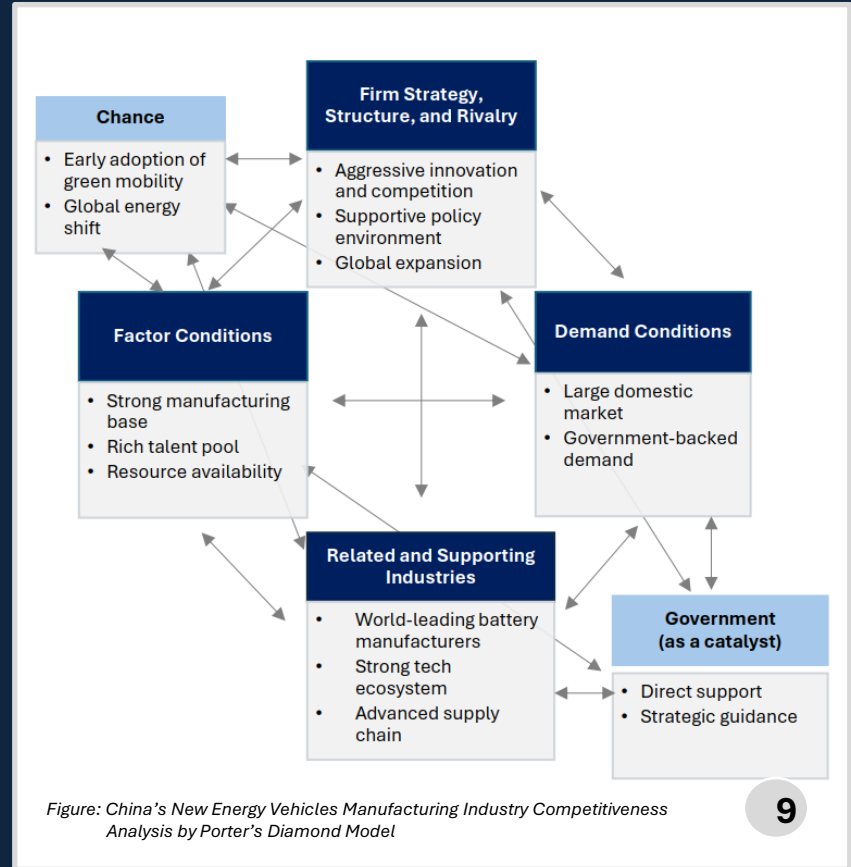 Chance
• Early adoption of
green mobility
• Global energy
shift
Firm Strategy,
Structure, and Rivalry
• Aggressive innovation
and competition
• Supportive policy
environment
• Global expansion
Factor Conditions
• Strong manufacturing
base
• Rich talent pool
• Resource availability
Demand Conditions
• Large domestic
market
• Government-backed
demand
Related and Supporting
Industries
• World-leading battery
manufacturers
• Strong tech
ecosystem
• Advanced supply
chain
Government
(as a catalyst)
• Direct support
• Strategic guidance
Figure: China’s New Energy Vehicles Manufacturing Industry Competitiveness
Analysis by Porter’s Diamond Model
9